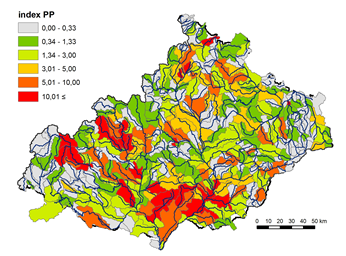 index PP
0,00 - 0,33
0,34 - 1,33
1,34 - 3,00
3,01 - 5,00
5,01 - 10,00
10,01 ≤
0 10 20 30 40 50 km